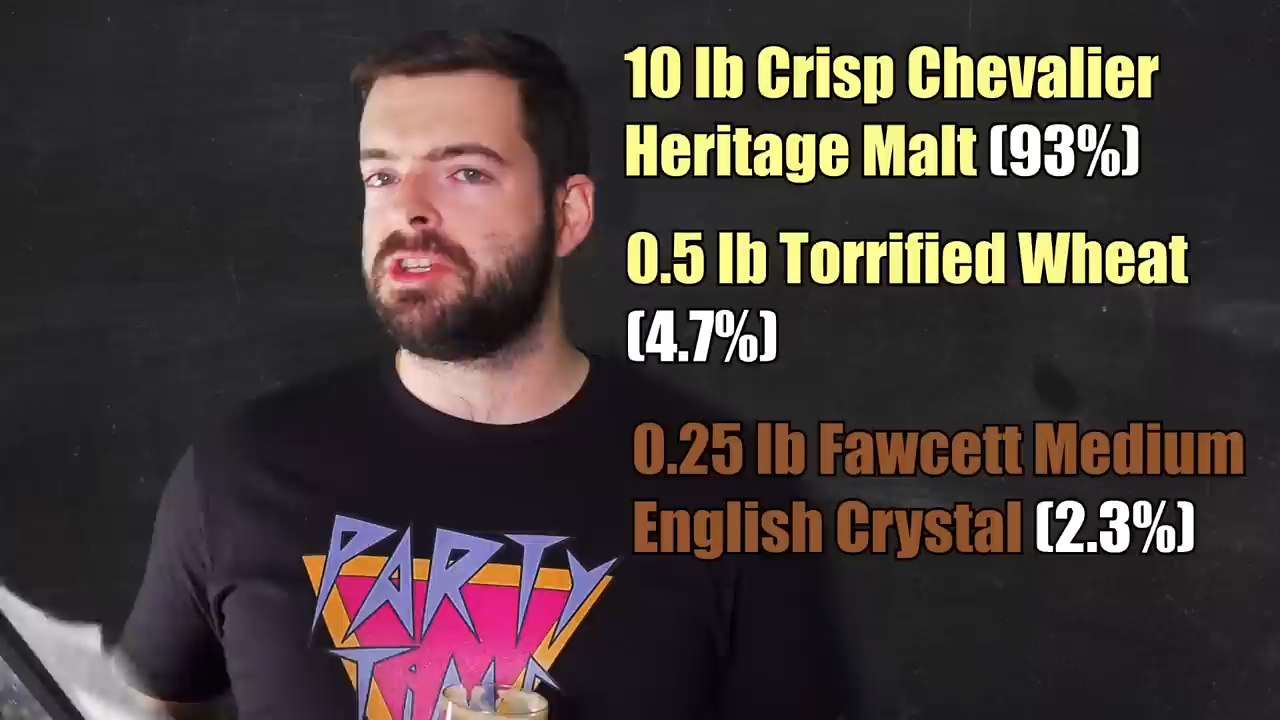 10 lb Crisp Chevalier
Heritage Malt (93%)
0.5 lb Torrified Wheat
(4.7%)
0.25 lb Fawcett Medium
English Crystal (2.3%)
PARTY
TIME